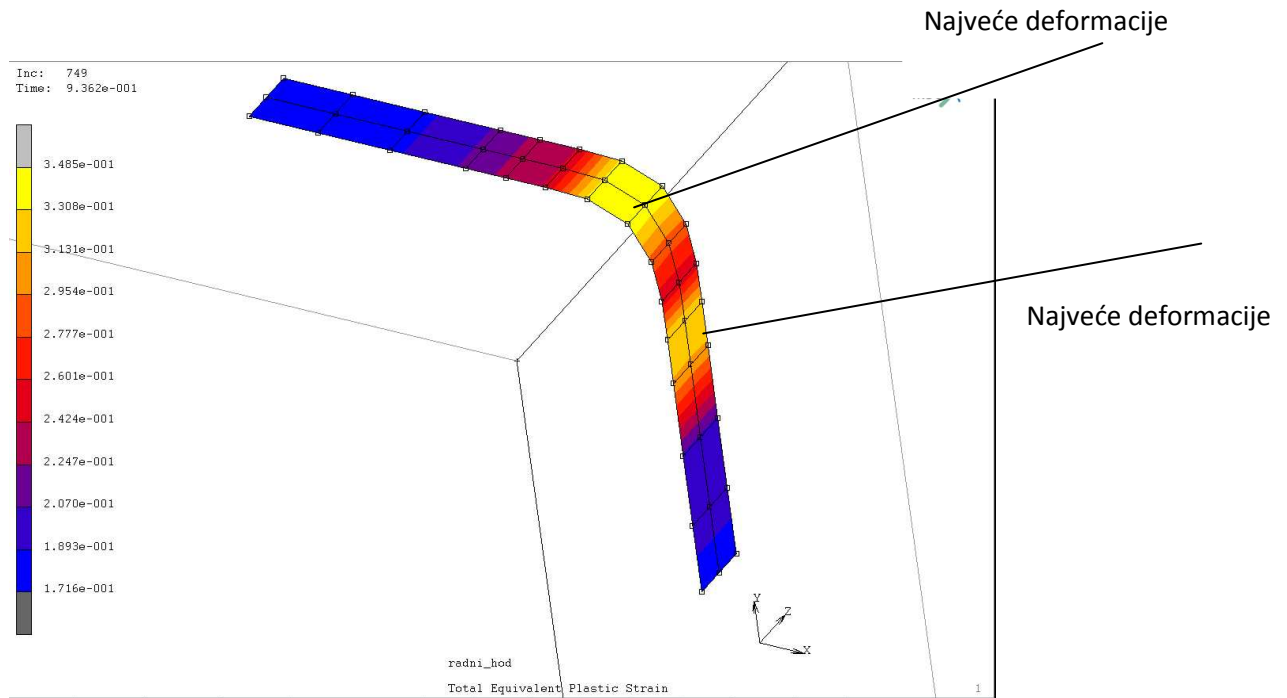 Najveće deformacije
Inc: 749
Time: 9.362e-001
3.485e-001
3.308e-001
3.131e-001
2.954e-001
2.777e-001
2.601e-001
2.424e-001
2.247e-001
2.070e-001
1.893e-001
1.716e-001
Najveće deformacije
Y
Z
X
radni_hod
Total Equivalent Plastic Strain
1